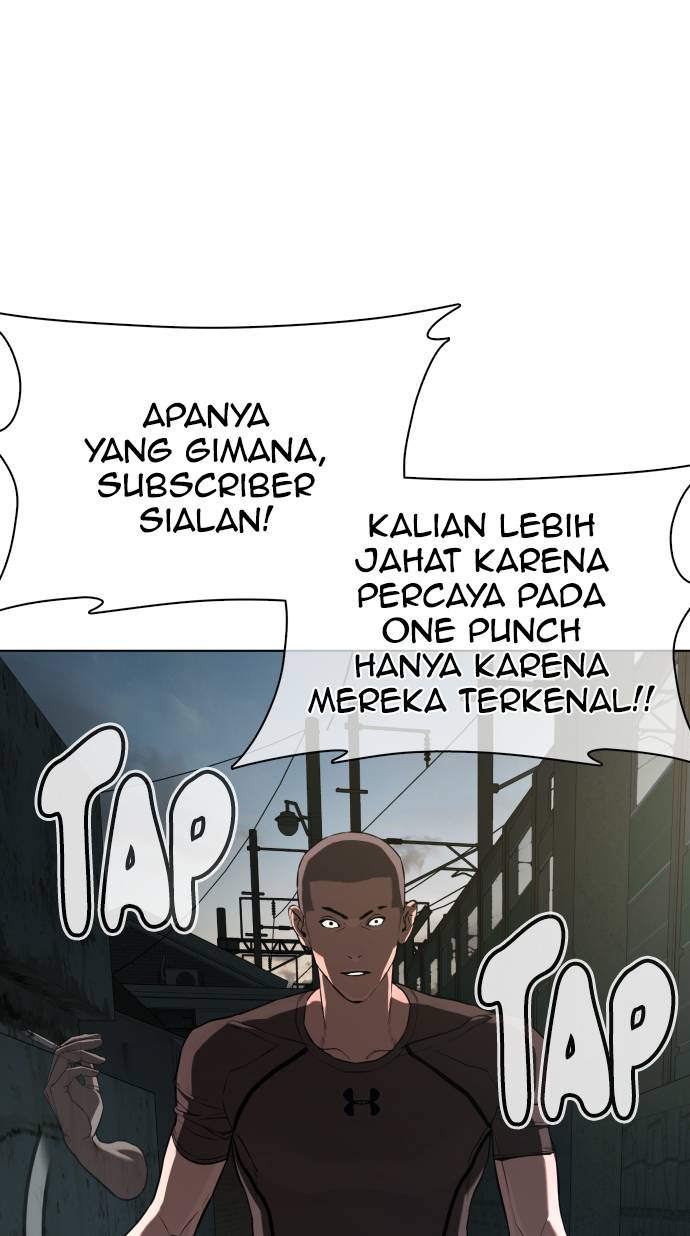 APANYA
YANG GIMANA,
SUBSCRIBER
SIALAN!
KALIAN LEBIH
JAHAT KARENA
PERCAYA PADA
ONE PUNCH
HANYA KARENA
MEREKA TERKENAL!!
TAP
TAP